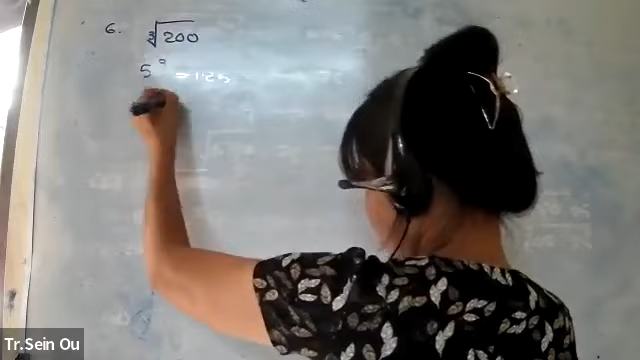 6. ∛200
5³ = 125
Tr.Sein Ou